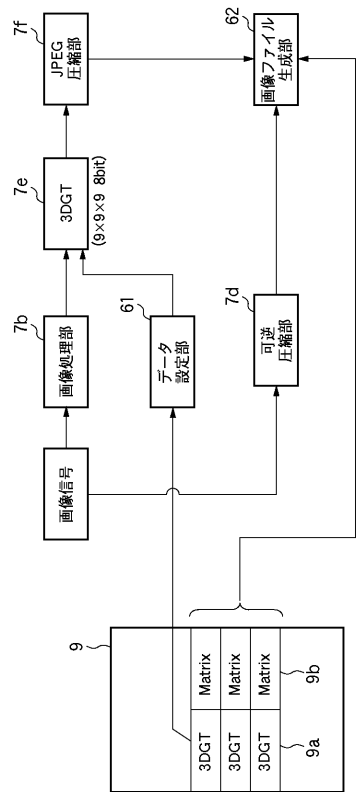 9
3DGT
Matrix
3DGT
Matrix
3DGT
Matrix
9a
9b
画像信号
7b
画像処理部
61
データ
設定部
7e
3DGT
(9×9×9 8bit)
7d
可逆
圧縮部
7f
JPEG
圧縮部
62
画像ファイル
生成部